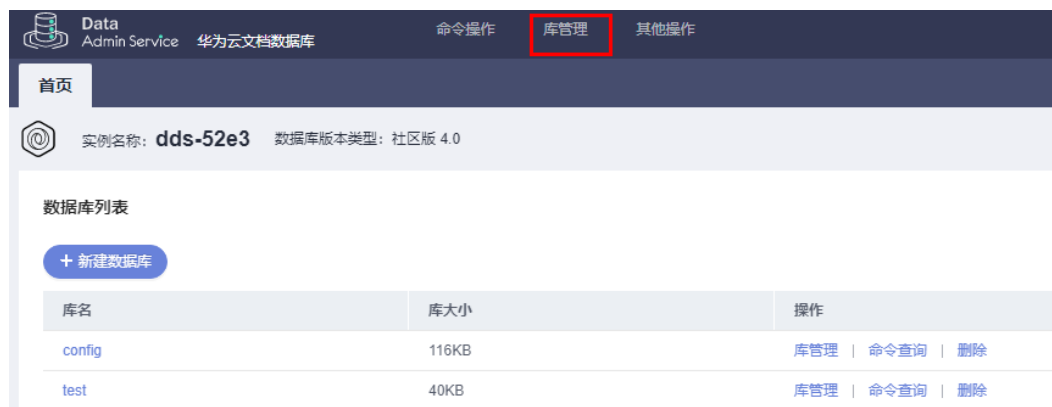 Data
Admin Service 华为云文档数据库 命令操作 库管理 其他操作
首页
实例名称：dds-52e3 数据库版本类型：社区版 4.0
数据库列表
+ 新建数据库
库名 库大小 操作
config 116KB 库管理 | 命令查询 | 删除
test 40KB 库管理 | 命令查询 | 删除